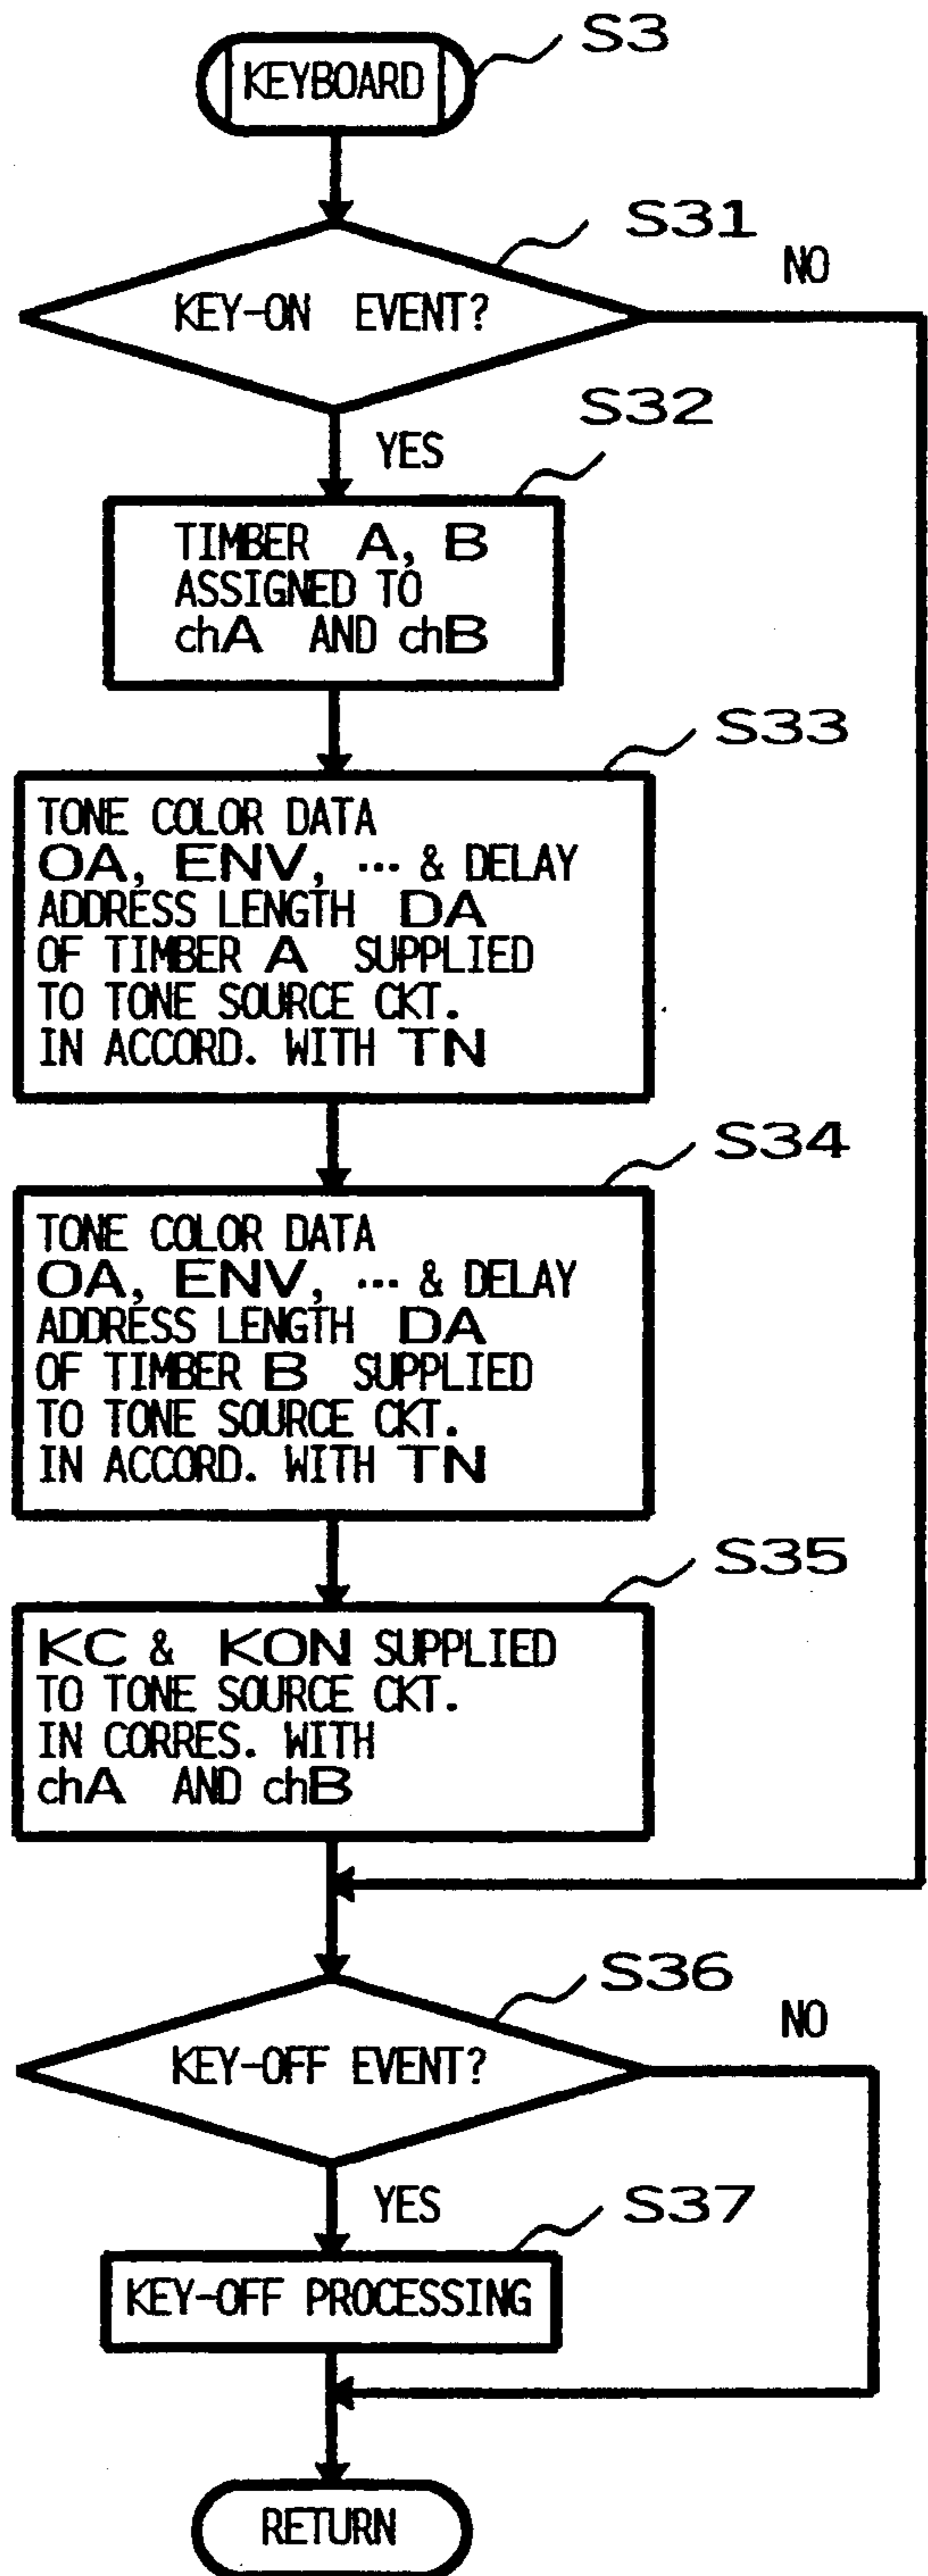 S3
KEYBOARD
S31
NO
KEY-ON EVENT?
S32
YES
TIMBER A, B
ASSIGNED TO
chA AND chB
S33
TONE COLOR DATA
OA, ENV, ... & DELAY
ADDRESS LENGTH DA
OF TIMBER A SUPPLIED
TO TONE SOURCE CKT.
IN ACCORD. WITH TN
S34
TONE COLOR DATA
OA, ENV, ... & DELAY
ADDRESS LENGTH DA
OF TIMBER B SUPPLIED
TO TONE SOURCE CKT.
IN ACCORD. WITH TN
S35
KC & KON SUPPLIED
TO TONE SOURCE CKT.
IN CORRES. WITH
chA AND chB
S36
NO
KEY-OFF EVENT?
YES
S37
KEY-OFF PROCESSING
RETURN